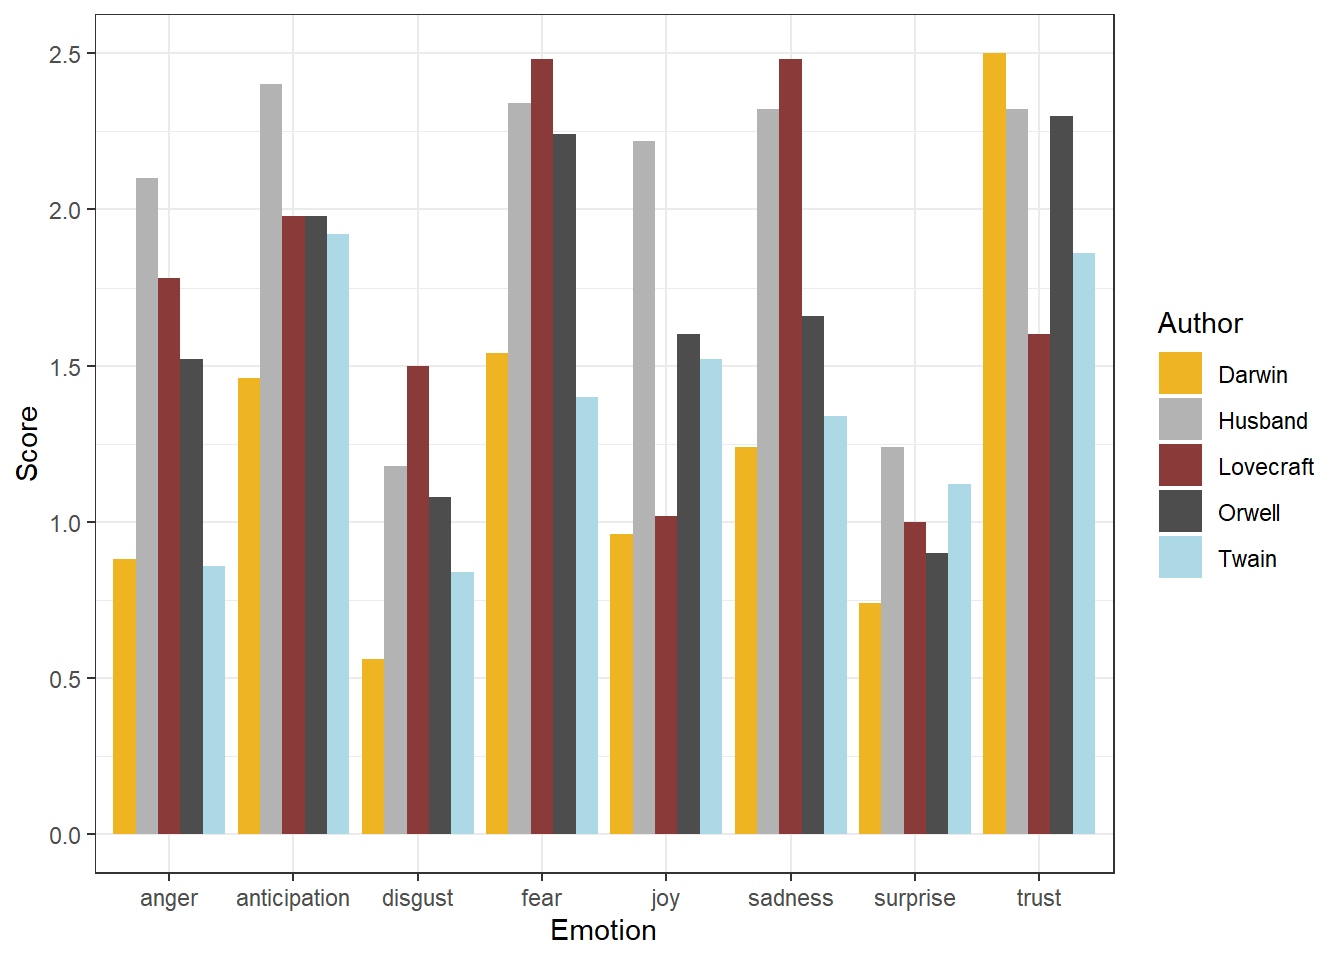 2.5
2.0
1.5
1.0
0.5
0.0
Score
anger anticipation disgust fear joy sadness surprise trust
Emotion
Author
Darwin
Husband
Lovecraft
Orwell
Twain